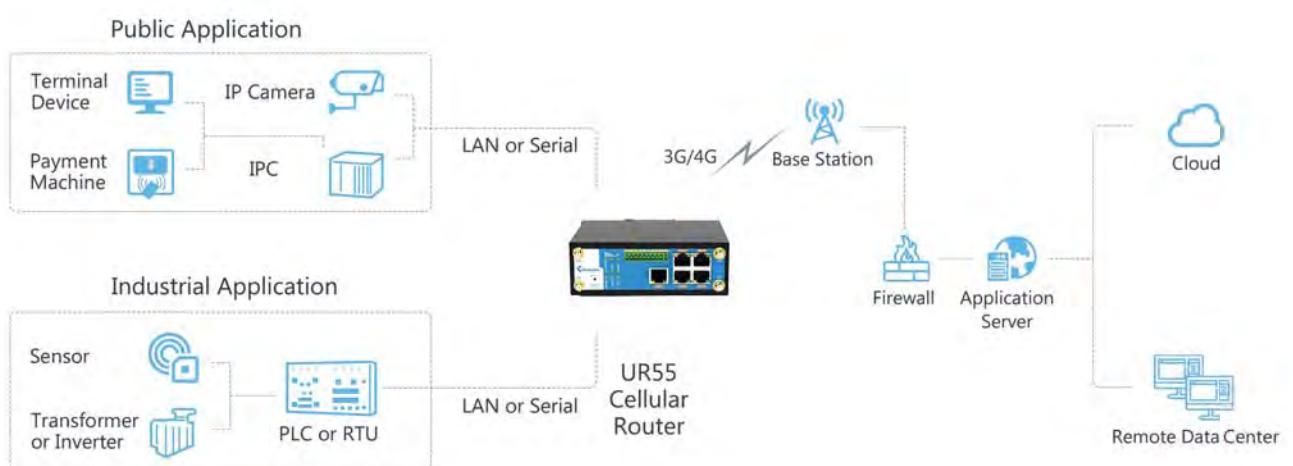 Public Application
Terminal
Device
IP Camera
Payment
Machine
IPC
LAN or Serial
3G/4G
Base Station
Cloud
Firewall
Application
Server
Industrial Application
Sensor
Transformer
or Inverter
PLC or RTU
LAN or Serial
UR55
Cellular
Router
Remote Data Center